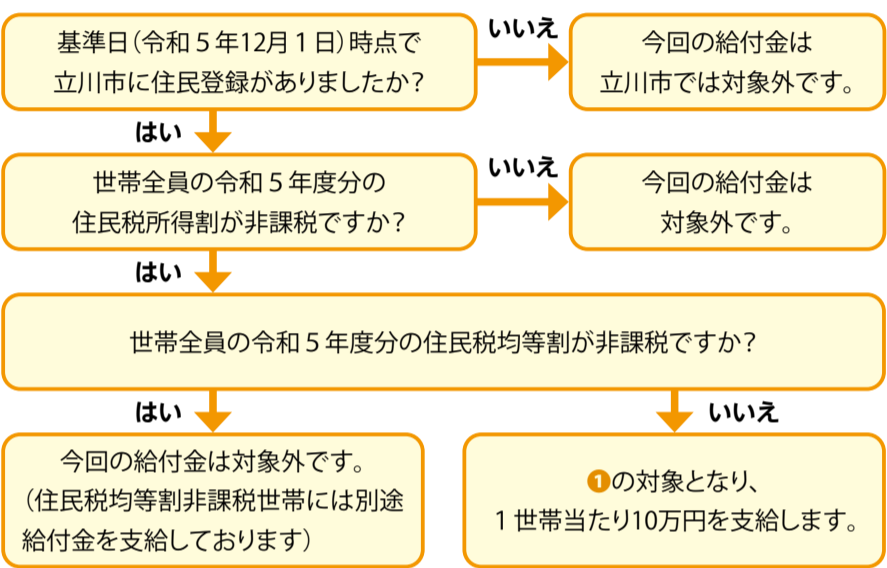 基準日（令和５年12月１日）時点で
立川市に住民登録がありましたか？
いいえ
今回の給付金は
立川市では対象外です。
はい
世帯全員の令和５年度分の
住民税所得割が非課税ですか？
いいえ
今回の給付金は
対象外です。
はい
世帯全員の令和５年度分の住民税均等割が非課税ですか？
はい
いいえ
今回の給付金は対象外です。
（住民税均等割非課税世帯には別途
給付金を支給しております）
❶の対象となり、
１世帯当たり10万円を支給します。